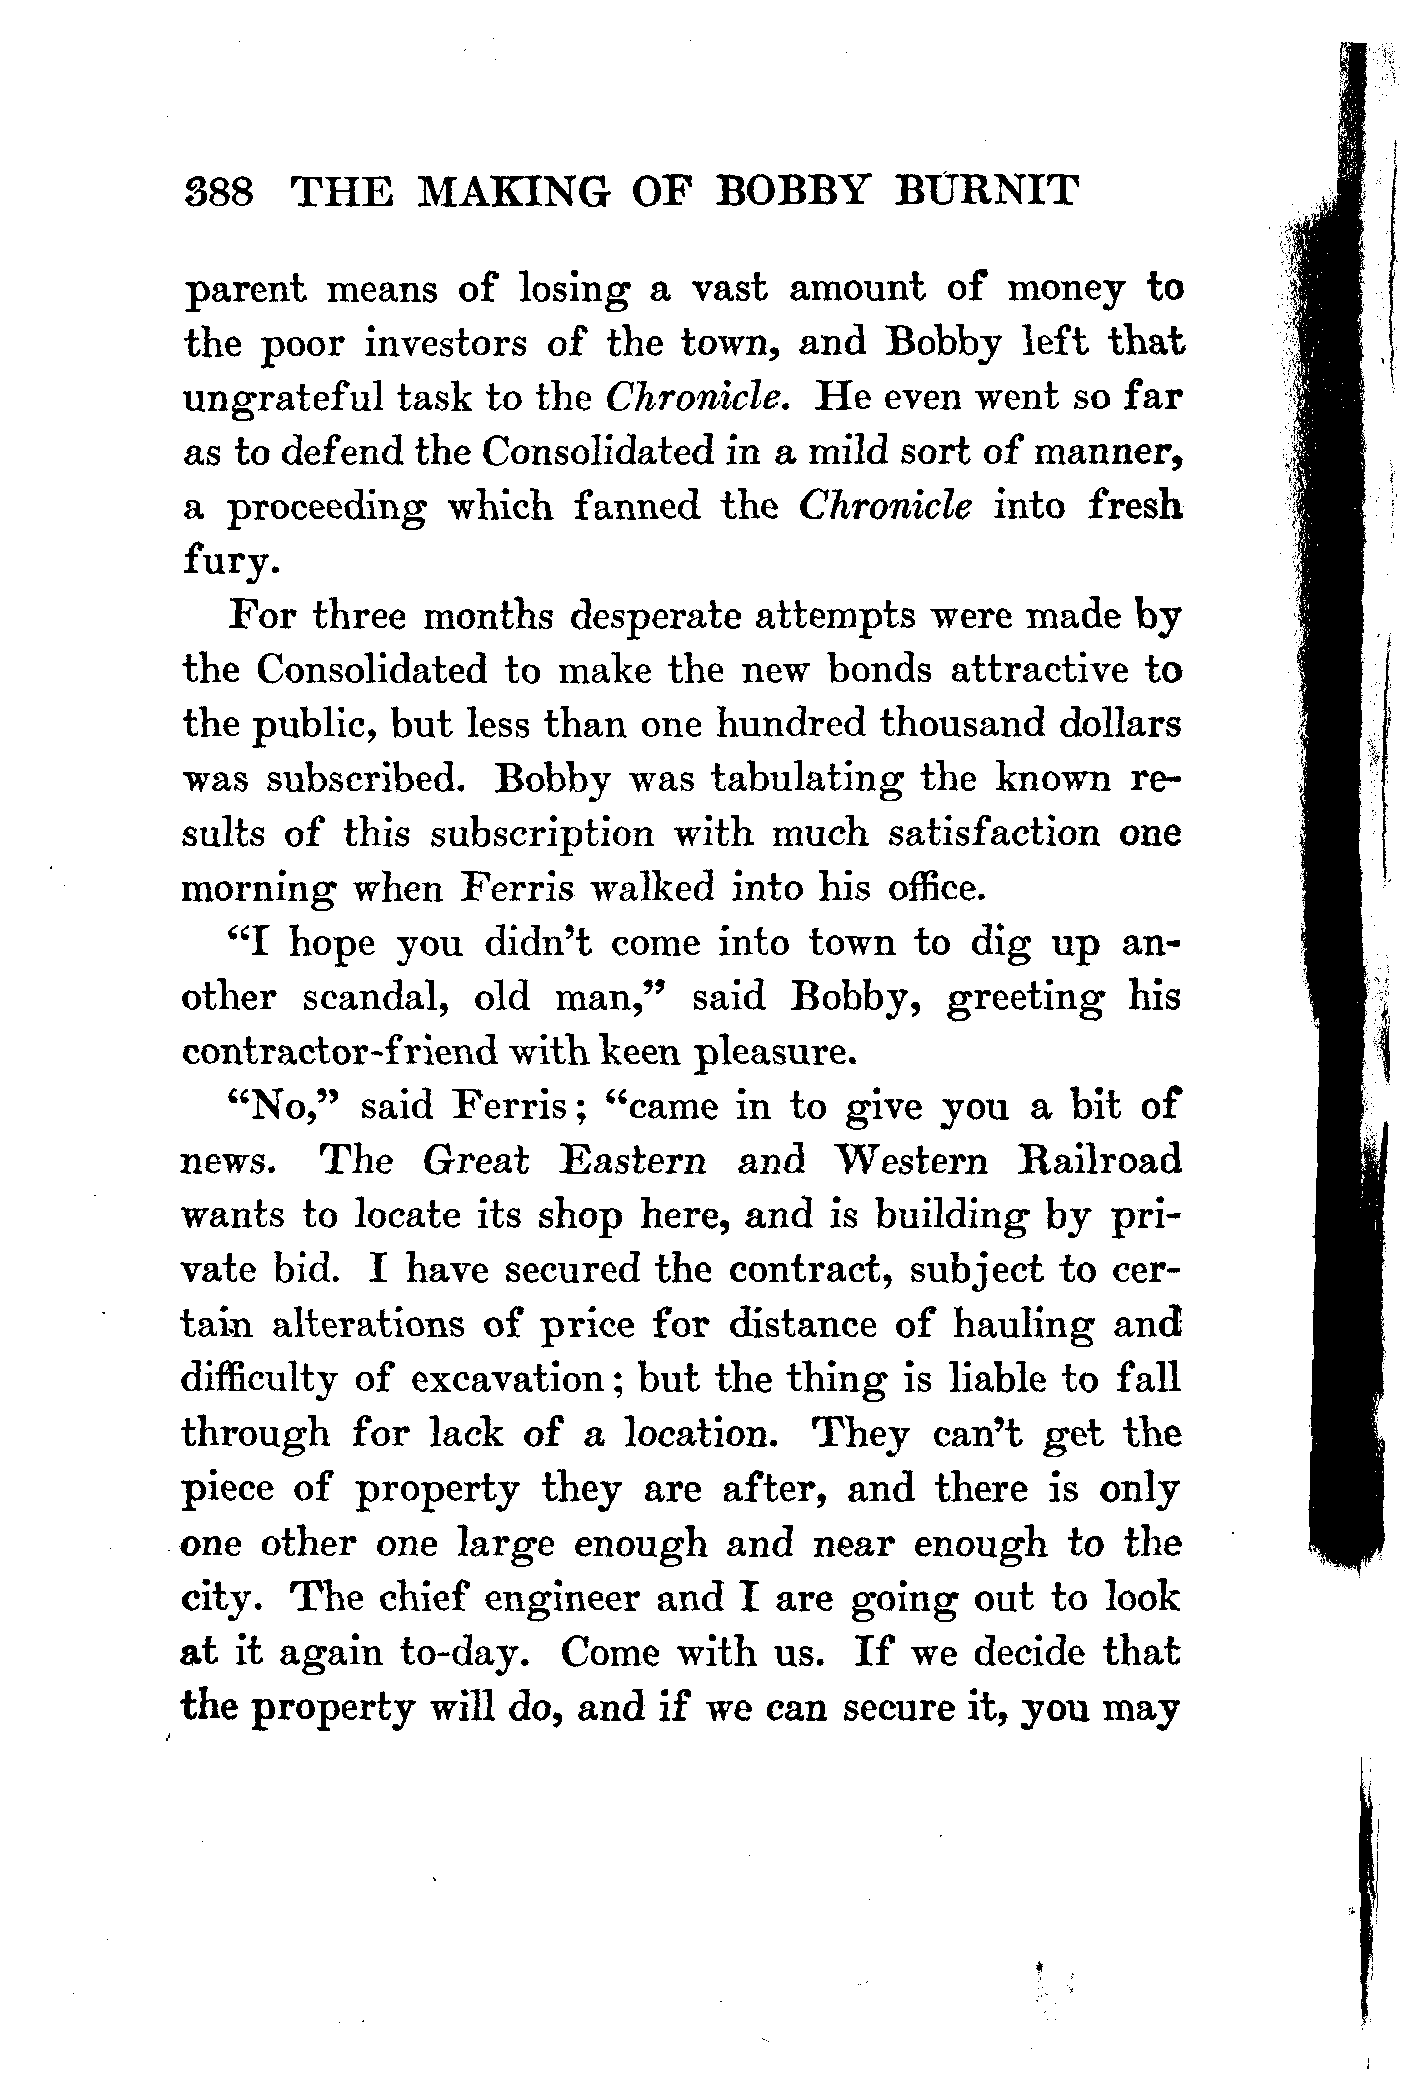 388 THE MAKING OF BOBBY BURNIT
parent means of losing a vast amount of money to
the poor investors of the town, and Bobby left that
ungrateful task to the Chronicle. He even went so far
as to defend the Consolidated in a mild sort of manner,
a proceeding which fanned the Chronicle into fresh
fury.
For three months desperate attempts were made by
the Consolidated to make the new bonds attractive to
the public, but less than one hundred thousand dollars
was subscribed. Bobby was tabulating the known re-
sults of this subscription with much satisfaction one
morning when Ferris walked into his office.
“I hope you didn’t come into town to dig up an-
other scandal, old man,” said Bobby, greeting his
contractor-friend with keen pleasure.
“No,” said Ferris; “came in to give you a bit of
news. The Great Eastern and Western Railroad
wants to locate its shop here, and is building by pri-
vate bid. I have secured the contract, subject to cer-
tain alterations of price for distance of hauling and
difficulty of excavation; but the thing is liable to fall
through for lack of a location. They can’t get the
piece of property they are after, and there is only
one other one large enough and near enough to the
city. The chief engineer and I are going out to look
at it again to-day. Come with us. If we decide that
the property will do, and if we can secure it, you may